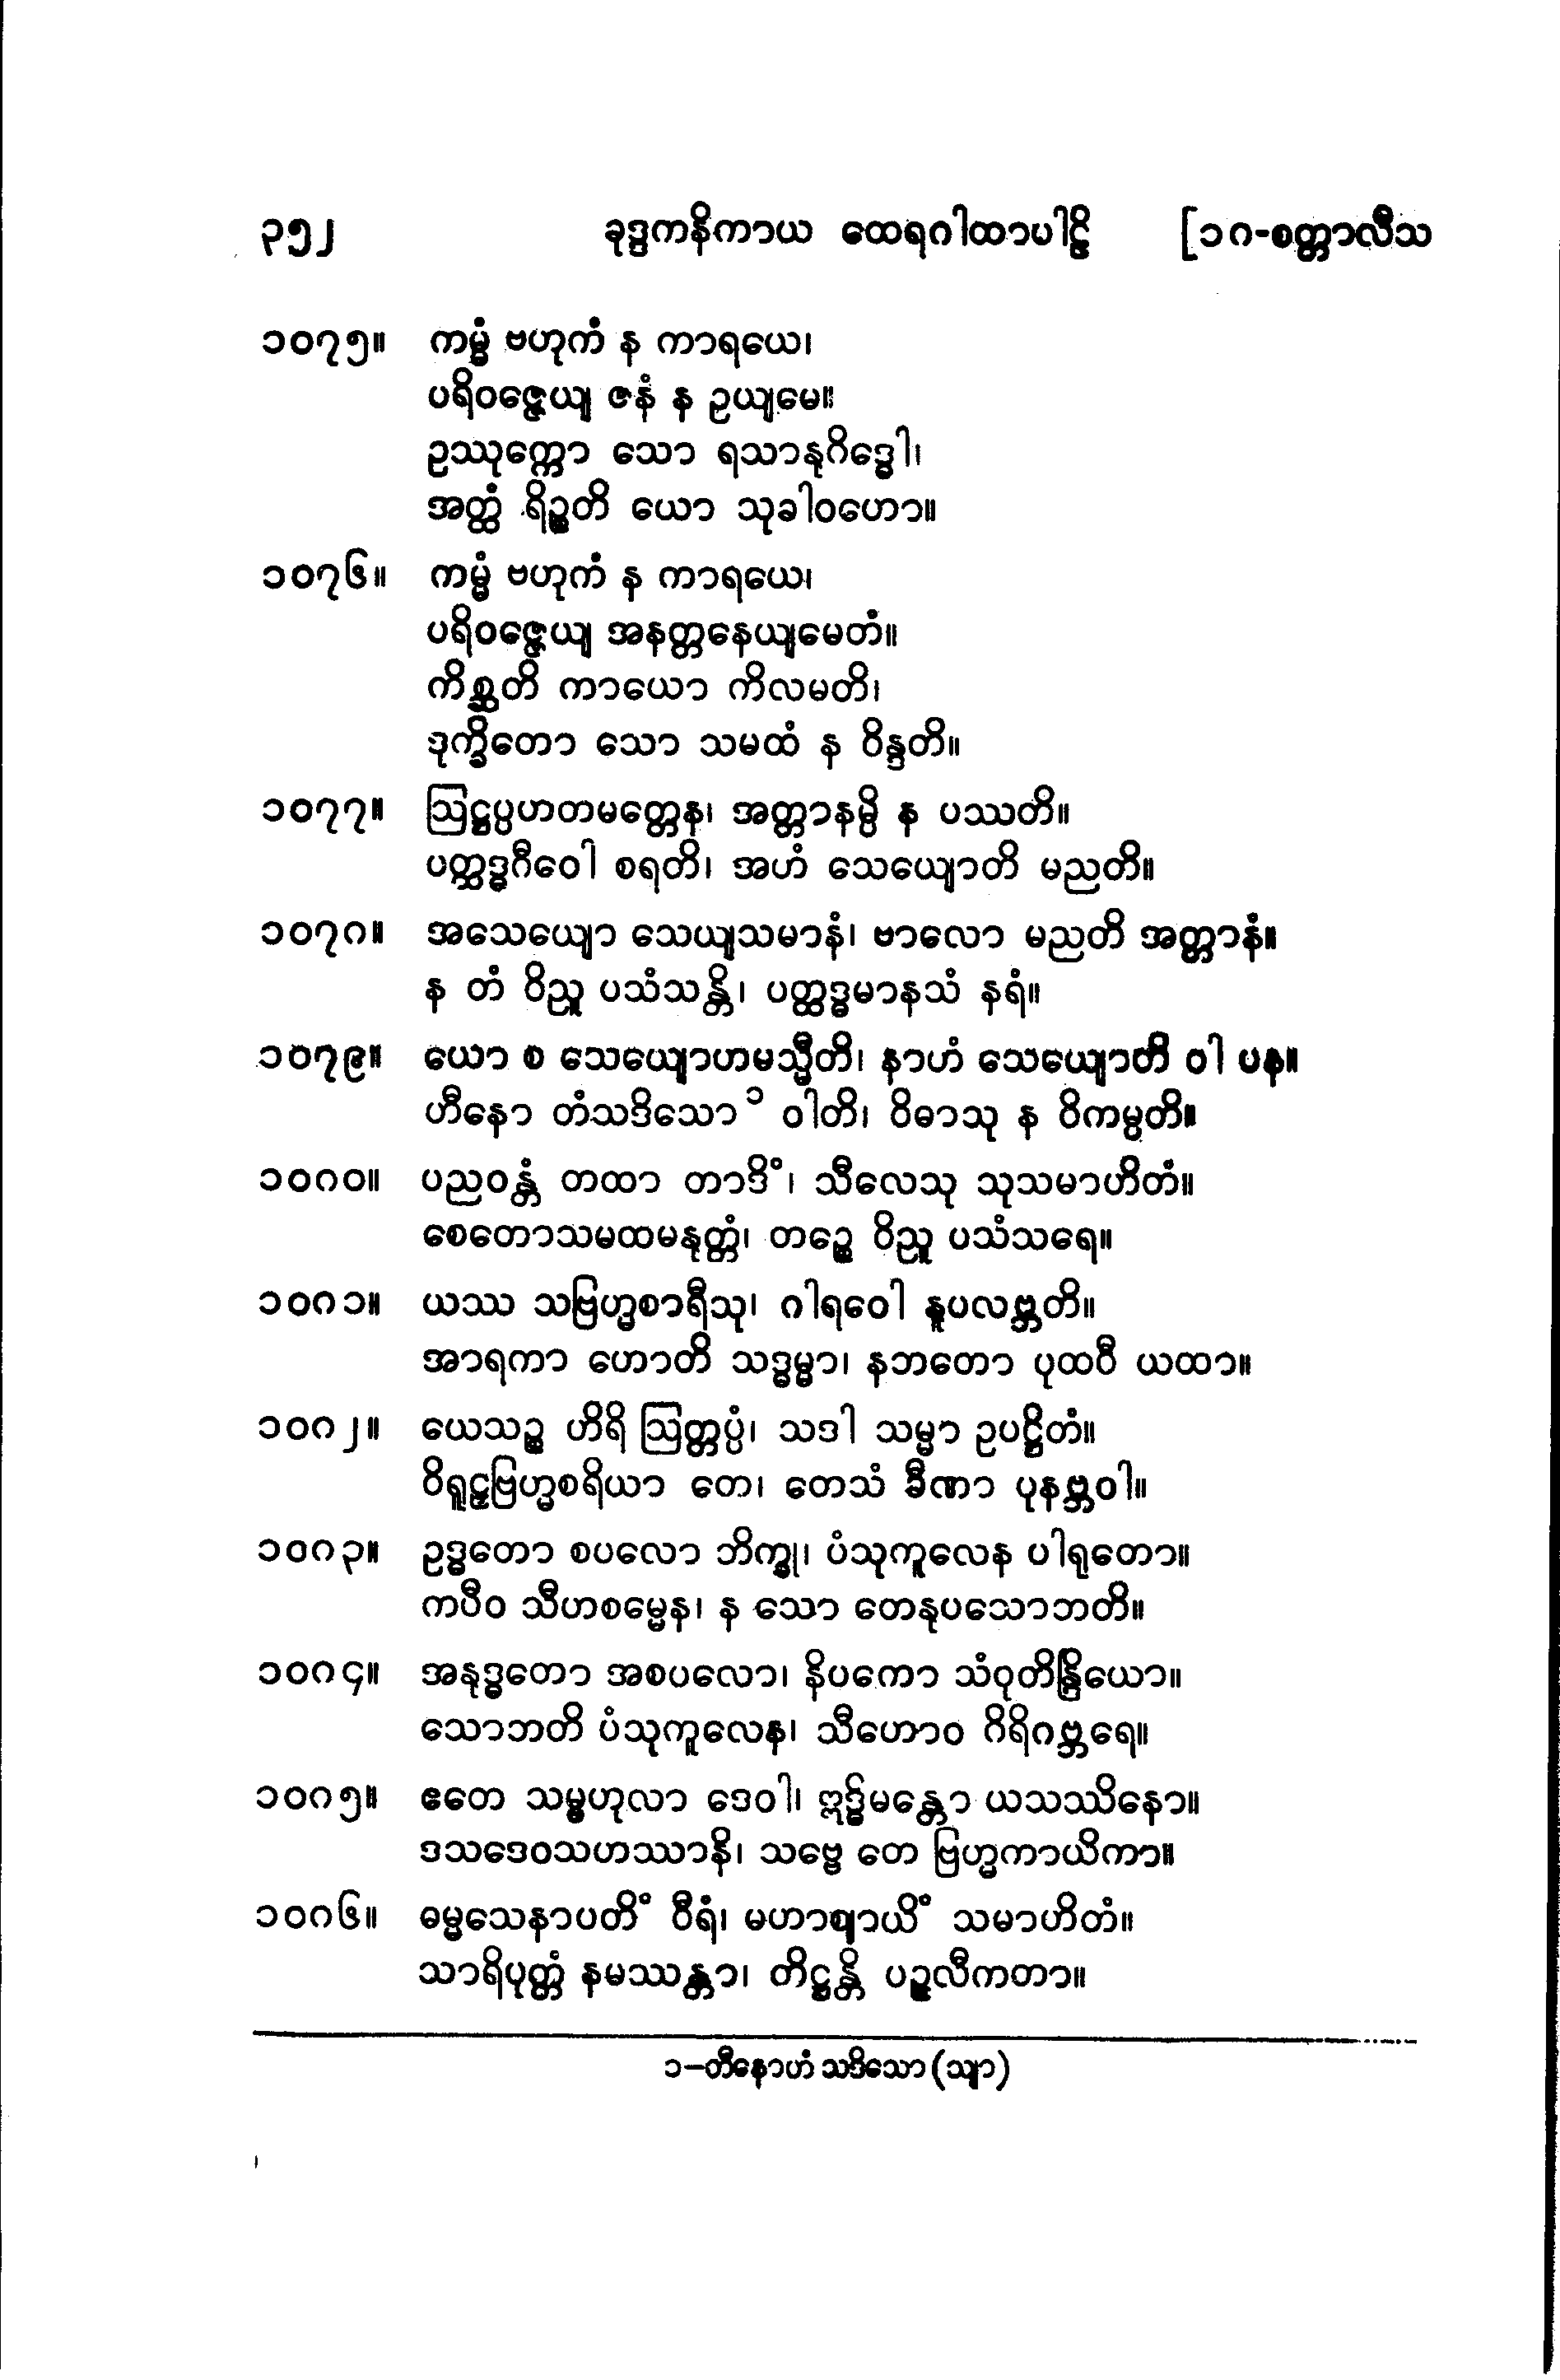 ၃၅၂ ခုဒ္ဒကနိကာယ ထေရဂါထာပါဠိ [၁၈-စတ္တာလီသ
၁၀၇၅။ ကမ္မံ ဗဟုကံ န ကာရယေ၊
ပရိဝဇ္ဇေယျ ဇနံ န ဥယျမေ။
ဥဿုက္ကော သော ရသာနုဂိဒ္ဓေါ၊
အတ္ထံ ရိဉ္စတိ ယော သုခါဝဟော။
၁၀၇၆။ ကမ္မံ ဗဟုကံ န ကာရယေ၊
ပရိဝဇ္ဇေယျ အနတ္တနေယျမေတံ။
ကိစ္ဆတိ ကာယော ကိလမတိ၊
ဒုက္ခိတော သော သမထံ န ဝိန္ဒတိ။
၁၀၇၇။ ဩဋ္ဌပ္ပဟတမတ္တေန၊ အတ္တာနမ္ပိ န ပဿတိ။
ပတ္ထဒ္ဓဂီဝေါ စရတိ၊ အဟံ သေယျောတိ မညတိ။
၁၀၇၈။ အသေယျော သေယျသမာနံ၊ ဗာလော မညတိ အတ္တာနံ။
န တံ ဝိညူ ပသံသန္တိ၊ ပတ္ထဒ္ဓမာနသံ နရံ။
၁၀၇၉။ ယော စ သေယျောဟမသ္မီတိ၊ နာဟံ သေယျောတိ ဝါ ပန။
ဟီနော တံသဒိသော ၁ ဝါတိ၊ ဝိဓာသု န ဝိကမ္ပတိ။
၁၀၈၀။ ပညဝန္တံ တထာ တာဒိံ၊ သီလေသု သုသမာဟိတံ။
စေတောသမထမနုတ္တံ၊ တဉ္စေ ဝိညူ ပသံသရေ။
၁၀၈၁။ ယဿ သဗြဟ္မစာရီသု၊ ဂါရဝေါ နူပလဗ္ဘတိ။
အာရကာ ဟောတိ သဒ္ဓမ္မာ၊ နဘတော ပုထဝီ ယထာ။
၁၀၈၂။ ယေသဉ္စ ဟိရိ ဩတ္တပ္ပံ၊ သဒါ သမ္မာ ဥပဋ္ဌိတံ။
ဝိရူဠှဗြဟ္မစရိယာ တေ၊ တေသံ ခီဏာ ပုနဗ္ဘဝါ။
၁၀၈၃။ ဥဒ္ဓတော စပလော ဘိက္ခု၊ ပံသုကူလေန ပါရုတော။
ကပီဝ သီဟစမ္မေန၊ န သော တေနုပသောဘတိ။
၁၀၈၄။ အနုဒ္ဓတော အစပလော၊ နိပကော သံဝုတိန္ဒြိယော။
သောဘတိ ပံသုကူလေန၊ သီဟောဝ ဂိရိဂဗ္ဘရေ။
၁၀၈၅။ ဧတေ သမ္ဗဟုလာ ဒေဝါ၊ ဣဒ္ဓိမန္တော ယသဿိနော။
ဒသဒေဝသဟဿာနိ၊ သဗ္ဗေ တေ ဗြဟ္မကာယိကာ။
၁၀၈၆။ ဓမ္မသေနာပတိံ ဝီရံ၊ မဟာဈာယိံ သမာဟိတံ။
သာရိပုတ္တံ နမဿန္တာ၊ တိဋ္ဌန္တိ ပဉ္ဇလီကတာ။
၁–တီနောဟံ သဒိသော (သျာ)